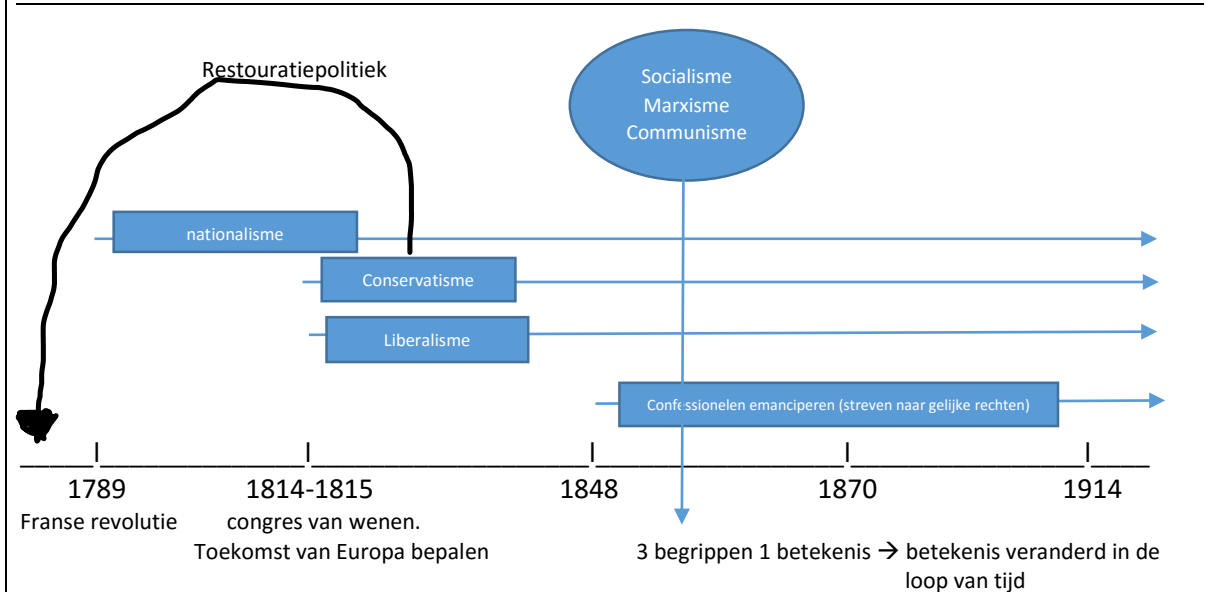 Restouratiepolitiek
Socialisme
Marxisme
Communisme
nationalisme
Conservatisme
Liberalisme
Confessionelen emanciperen (streven naar gelijke rechten)
1789
1814-1815
1848
1870
1914
Franse revolutie
congres van wenen.
Toekomst van Europa bepalen
3 begrippen 1 betekenis → betekenis veranderd in de
loop van tijd